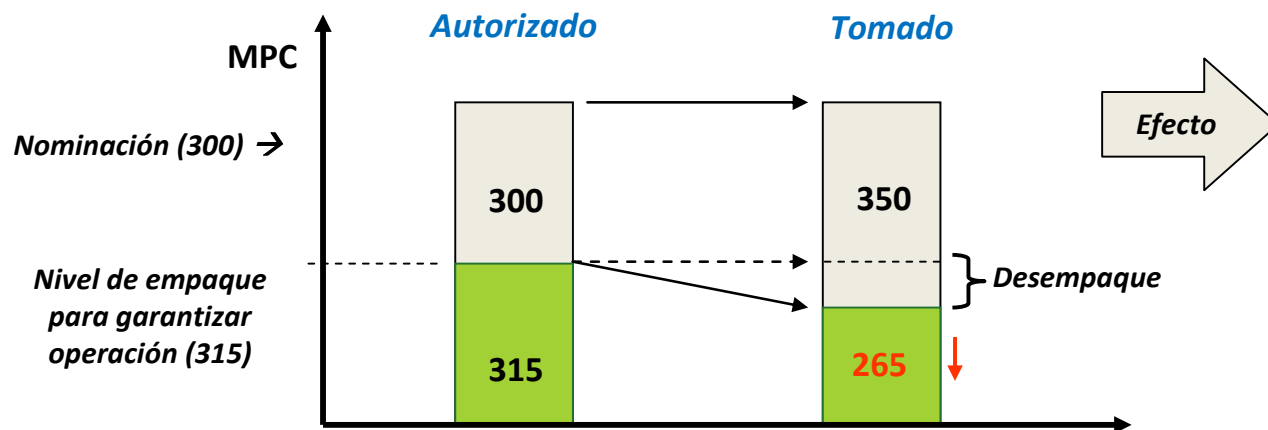 Autorizado
Tomado
MPC
Efecto
Nominación (300) →
300
350
Nivel de empaque
para garantizar
operación (315)
Desempaque
315
265